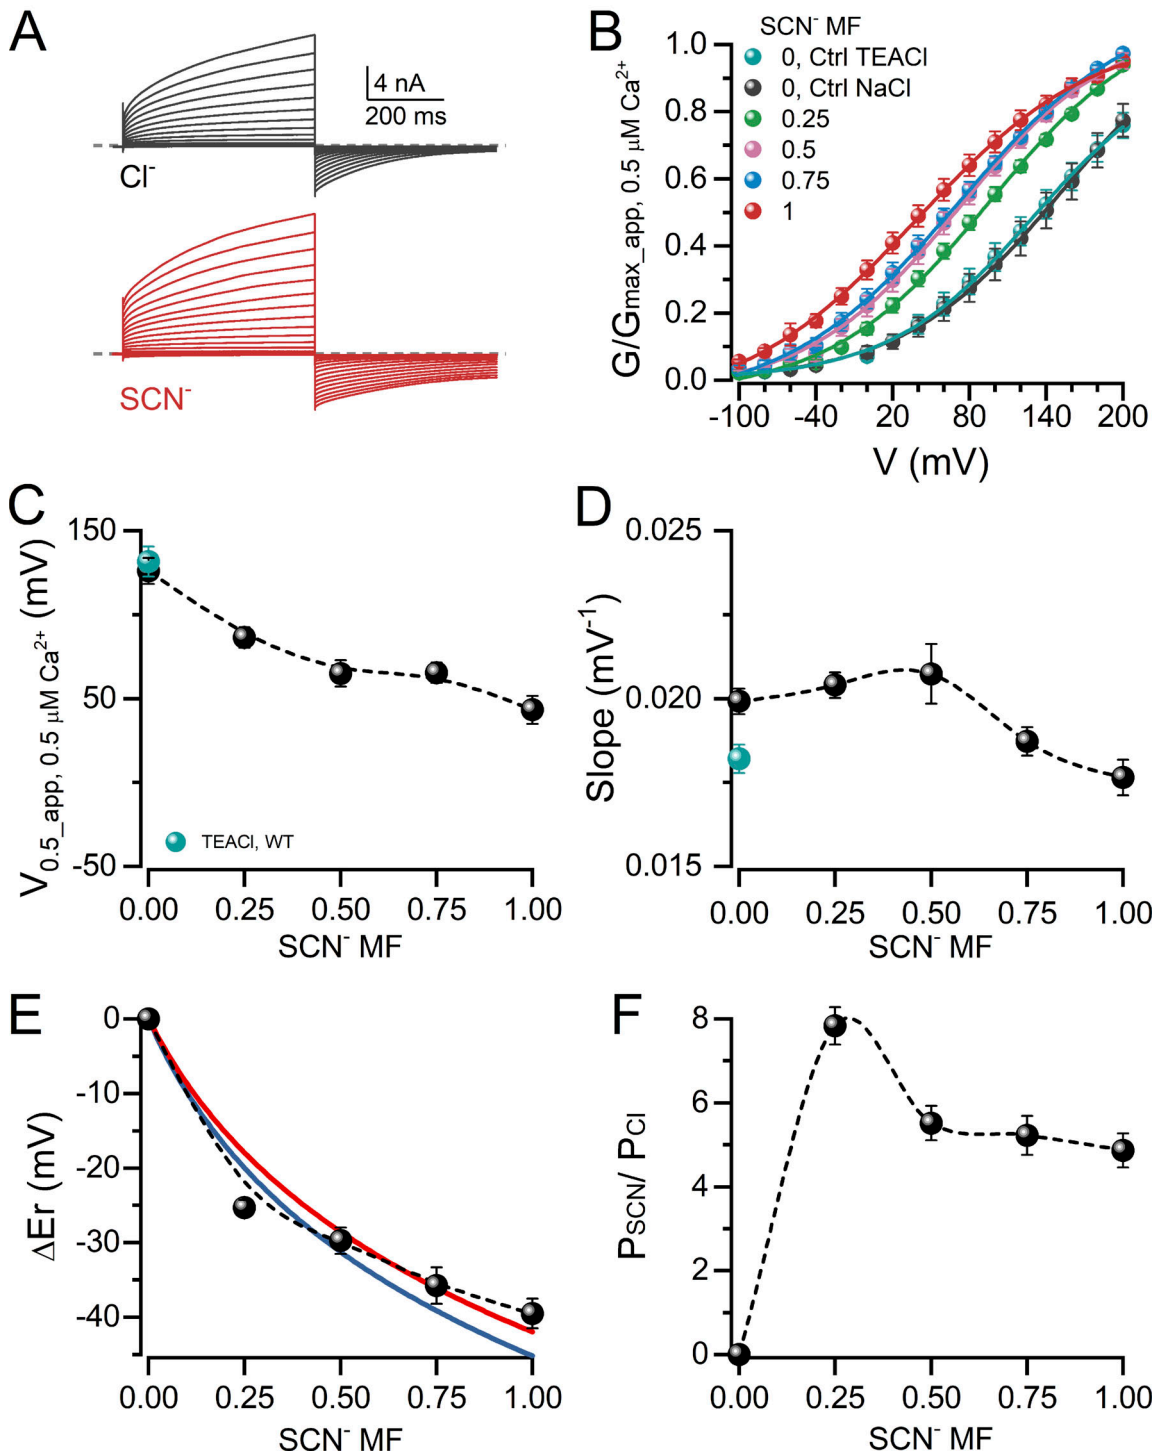 A
4 nA
200 ms
Cl⁻
SCN⁻
B
SCN⁻ MF
0, Ctrl TEACl
0, Ctrl NaCl
0.25
0.5
0.75
1
G/Gmax_app, 0.5 μM Ca²⁺
1.0
0.8
0.6
0.4
0.2
0.0
-100 -40 20 80 140 200
V (mV)
C
V0.5_app, 0.5 μM Ca²⁺ (mV)
150
50
-50
TEACl, WT
0.00 0.25 0.50 0.75 1.00
SCN⁻ MF
D
Slope (mV⁻¹)
0.025
0.020
0.015
0.00 0.25 0.50 0.75 1.00
SCN⁻ MF
E
ΔEr (mV)
0
-10
-20
-30
-40
0.00 0.25 0.50 0.75 1.00
SCN⁻ MF
F
PSCN/ PCl
8
6
4
2
0
0.00 0.25 0.50 0.75 1.00
SCN⁻ MF